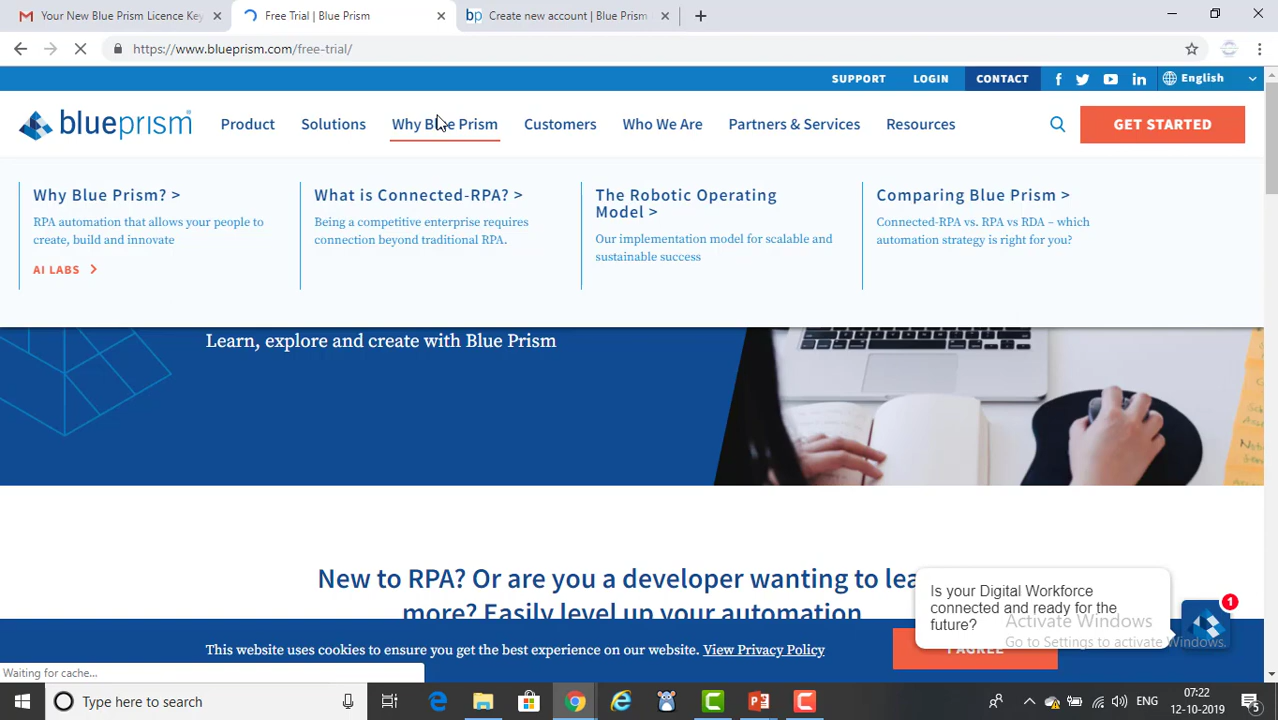 Your New Blue Prism Licence Key
Free Trial | Blue Prism
Create new account | Blue Prism
https://www.blueprism.com/free-trial/
SUPPORT LOGIN CONTACT English
blueprism Product Solutions Why Blue Prism Customers Who We Are Partners & Services Resources GET STARTED
Why Blue Prism? >
RPA automation that allows your people to
create, build and innovate
AI LABS
What is Connected-RPA? >
Being a competitive enterprise requires
connection beyond traditional RPA.
The Robotic Operating
Model >
Our implementation model for scalable and
sustainable success
Comparing Blue Prism >
Connected-RPA vs. RPA vs RDA – which
automation strategy is right for you?
Learn, explore and create with Blue Prism
New to RPA? Or are you a developer wanting to
more? Easily level up your automation
Is your Digital Workforce
connected and ready for the
future?
1
Activate Windows
Go to Settings to activate Windows.
This website uses cookies to ensure you get the best experience on our website. View Privacy Policy
I AGREE
Waiting for cache...
Type here to search
ENG
07:22
12-10-2019
5